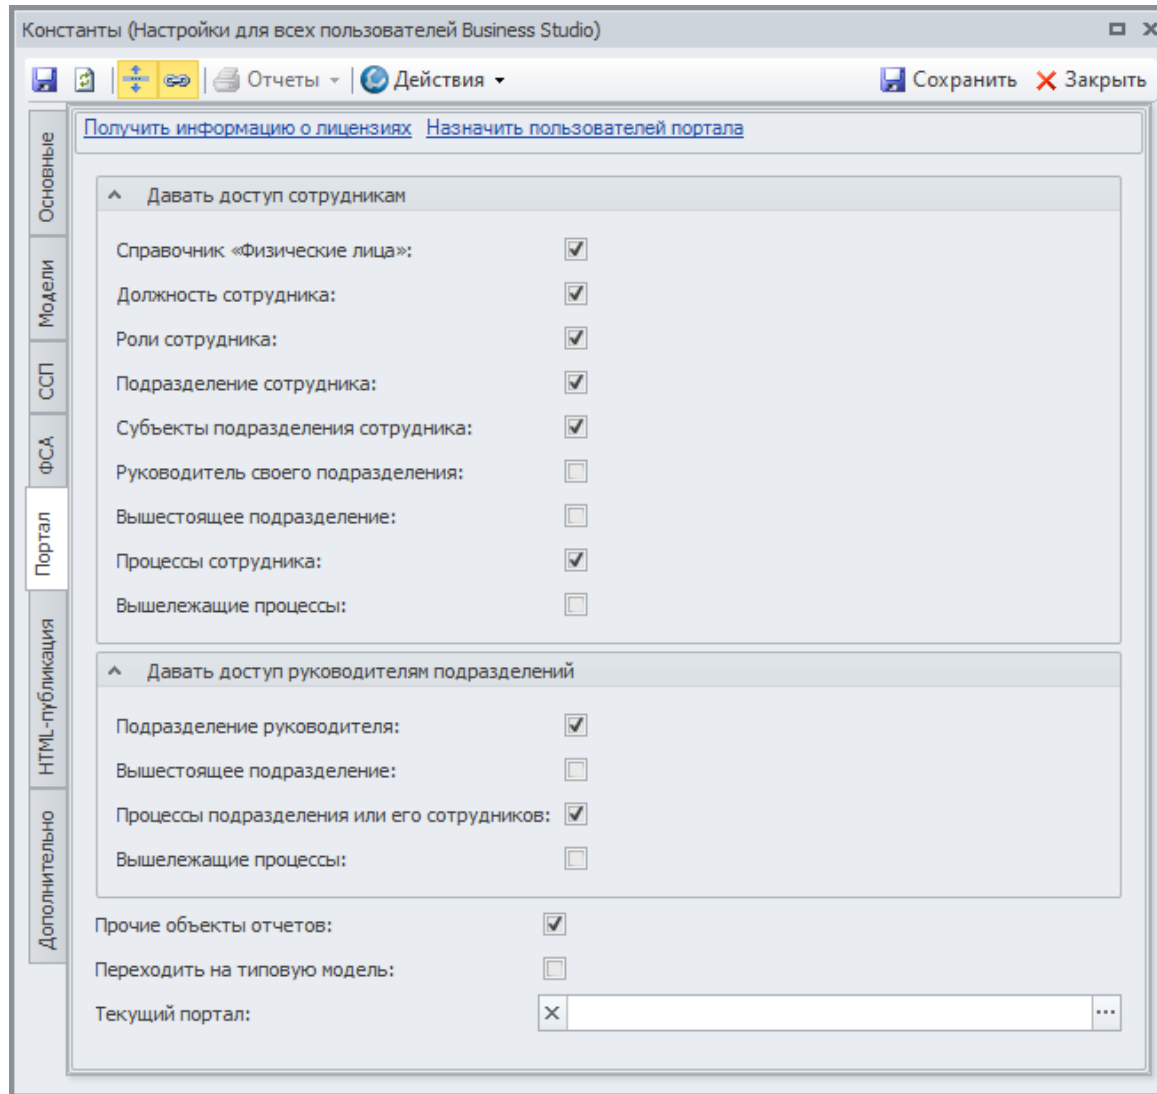 Константы (Настройки для всех пользователей Business Studio)
Отчеты Действия Сохранить Закрыть
Получить информацию о лицензиях Назначить пользователей портала
Основные
Модели
ССП
ФСА
Портал
HTML-публикация
Дополнительно
Давать доступ сотрудникам
Справочник «Физические лица»:
Должность сотрудника:
Роли сотрудника:
Подразделение сотрудника:
Субъекты подразделения сотрудника:
Руководитель своего подразделения:
Вышестоящее подразделение:
Процессы сотрудника:
Вышележащие процессы:
Давать доступ руководителям подразделений
Подразделение руководителя:
Вышестоящее подразделение:
Процессы подразделения или его сотрудников:
Вышележащие процессы:
Прочие объекты отчетов:
Переходить на типовую модель:
Текущий портал: